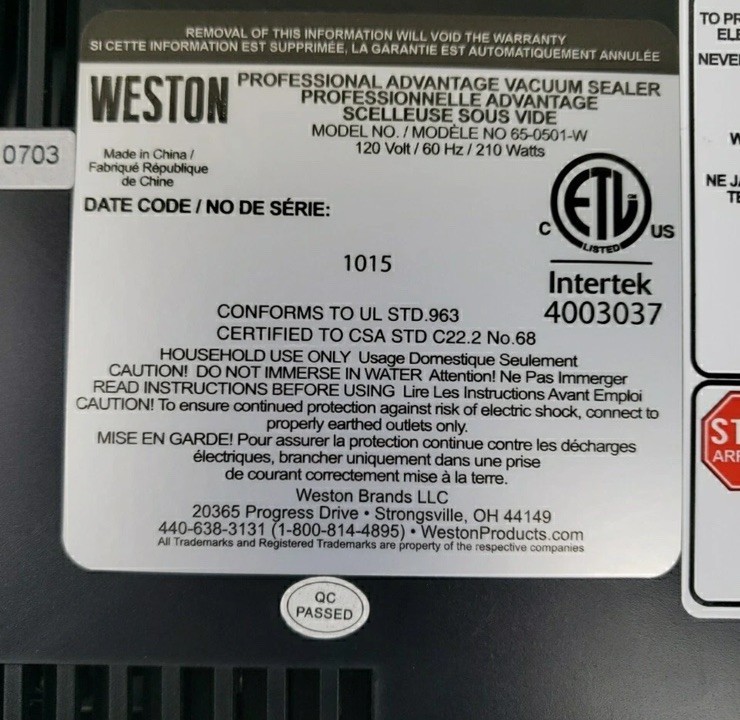 REMOVAL OF THIS INFORMATION WILL VOID THE WARRANTY
SI CETTE INFORMATION EST SUPPRIMÉE, LA GARANTIE EST AUTOMATIQUEMENT ANNULÉE
WESTON
PROFESSIONAL ADVANTAGE VACUUM SEALER
PROFESSIONNELLE ADVANTAGE
SCELLEUSE SOUS VIDE
MODEL NO. / MODÈLE NO 65-0501-W
120 Volt / 60 Hz / 210 Watts
0703
Made in China /
Fabriqué République
de Chine
DATE CODE / NO DE SÉRIE:
1015
C ETL US
LISTED
Intertek
4003037
CONFORMS TO UL STD.963
CERTIFIED TO CSA STD C22.2 No.68
HOUSEHOLD USE ONLY Usage Domestique Seulement
CAUTION! DO NOT IMMERSE IN WATER Attention! Ne Pas Immerger
READ INSTRUCTIONS BEFORE USING Lire Les Instructions Avant Emploi
CAUTION! To ensure continued protection against risk of electric shock, connect to
properly earthed outlets only.
MISE EN GARDE! Pour assurer la protection continue contre les décharges
électriques, brancher uniquement dans une prise
de courant correctement mise à la terre.
Weston Brands LLC
20365 Progress Drive • Strongsville, OH 44149
440-638-3131 (1-800-814-4895) • WestonProducts.com
All Trademarks and Registered Trademarks are property of the respective companies
QC
PASSED
TO PR
ELE
NEVE
W
NE J
TE
ST
ARR